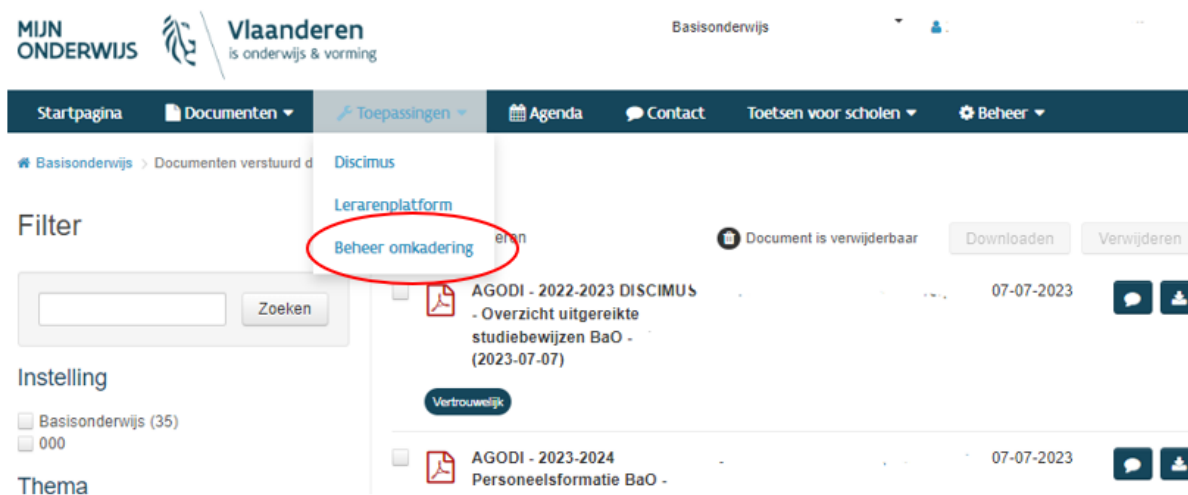 MIJN
ONDERWIJS
Vlaanderen
is onderwijs & vorming
Basisonderwijs
Startpagina Documenten Toepassingen Agenda Contact Toetsen voor scholen Beheer
Basisonderwijs > Documenten verstuurd d
Discimus
Lerarenplatform
Beheer omkadering
Filter
eren Document is verwijderbaar Downloaden Verwijderen
Zoeken
AGODI - 2022-2023 DISCIMUS 07-07-2023
- Overzicht uitgereikte
studiebewijzen BaO -
(2023-07-07)
Vertrouwelijk
Instelling
Basisonderwijs (35)
000
Thema
AGODI - 2023-2024 07-07-2023
Personeelsformatie BaO -